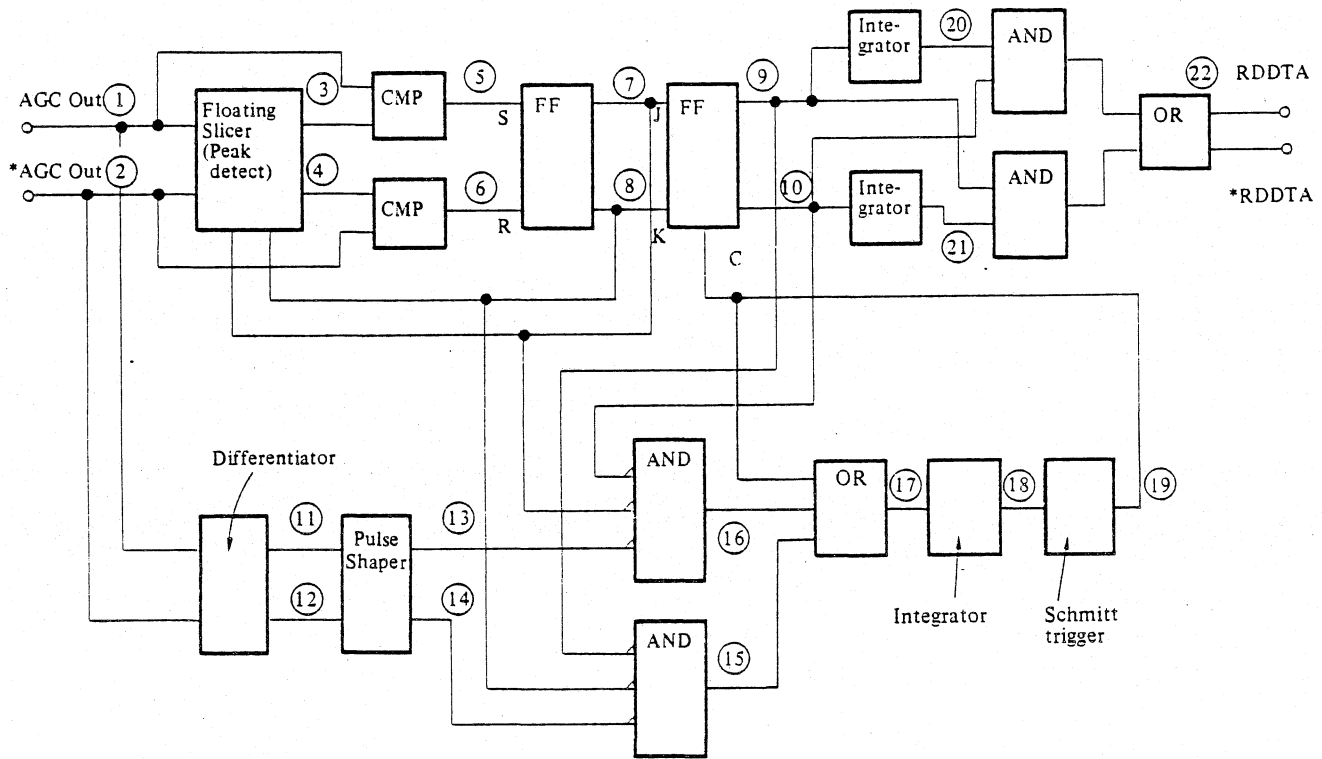 AGC Out 1
*AGC Out 2
Floating
Slicer
(Peak
detect)
3
4
CMP
CMP
5
6
S
R
FF
7
8
J
K
FF
C
9
10
Inte-
grator
Inte-
grator
20
21
AND
AND
OR
22 RDDTA
*RDDTA
Differentiator
11
12
Pulse
Shaper
13
14
AND
16
AND
15
OR
17
18
19
Integrator
Schmitt
trigger